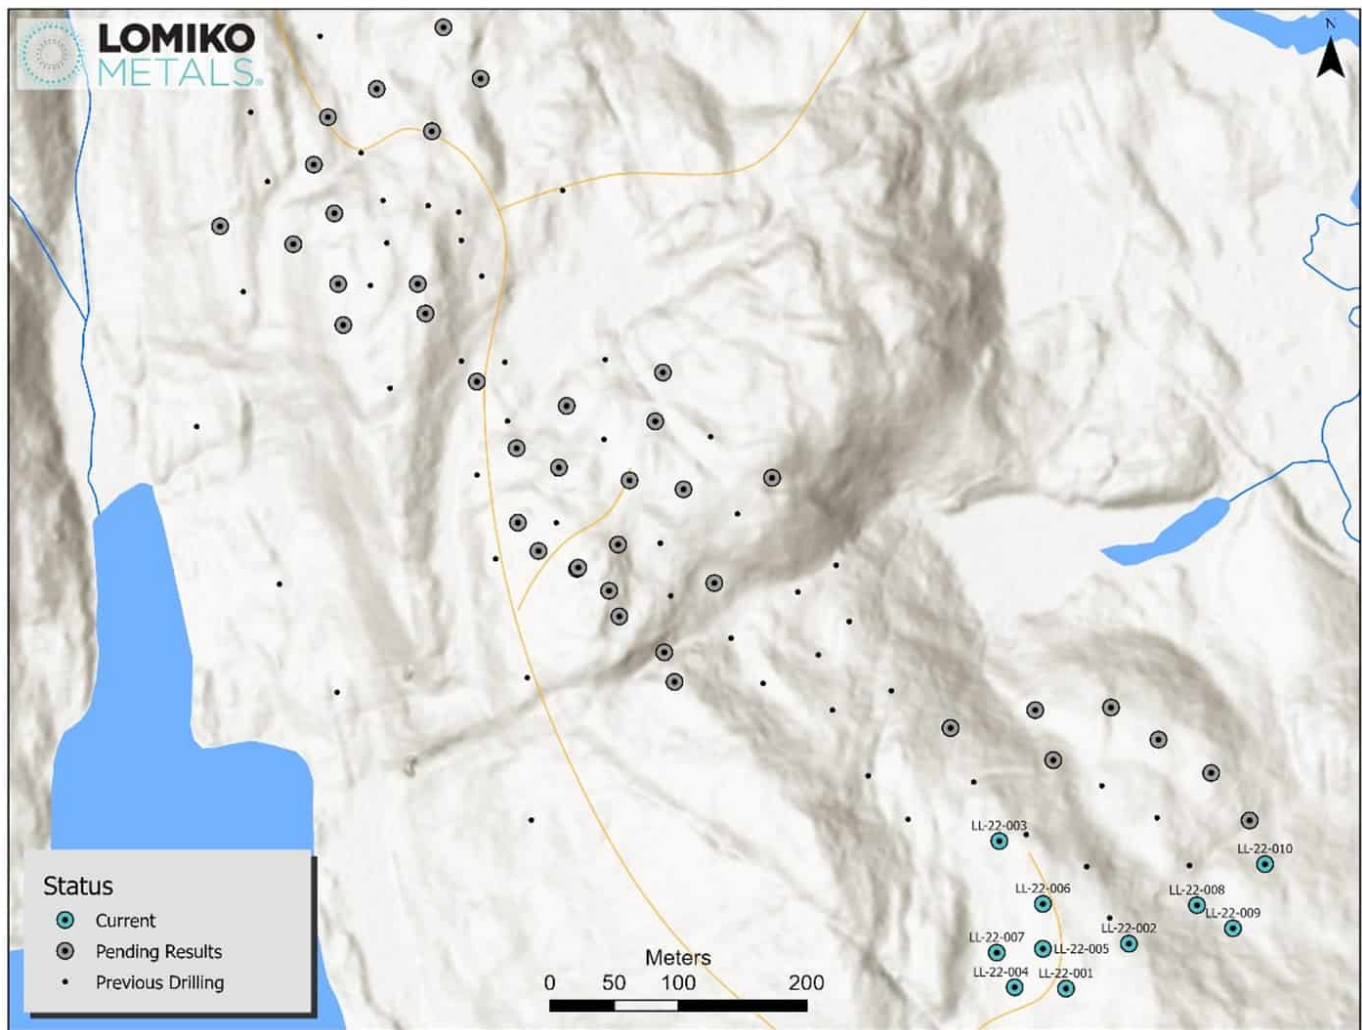 LOMIKO
METALS®
N
LL-22-003
LL-22-010
LL-22-006
LL-22-008
LL-22-009
LL-22-002
LL-22-007
LL-22-005
LL-22-004
LL-22-001
Status
Current
Pending Results
Previous Drilling
Meters
0 50 100 200